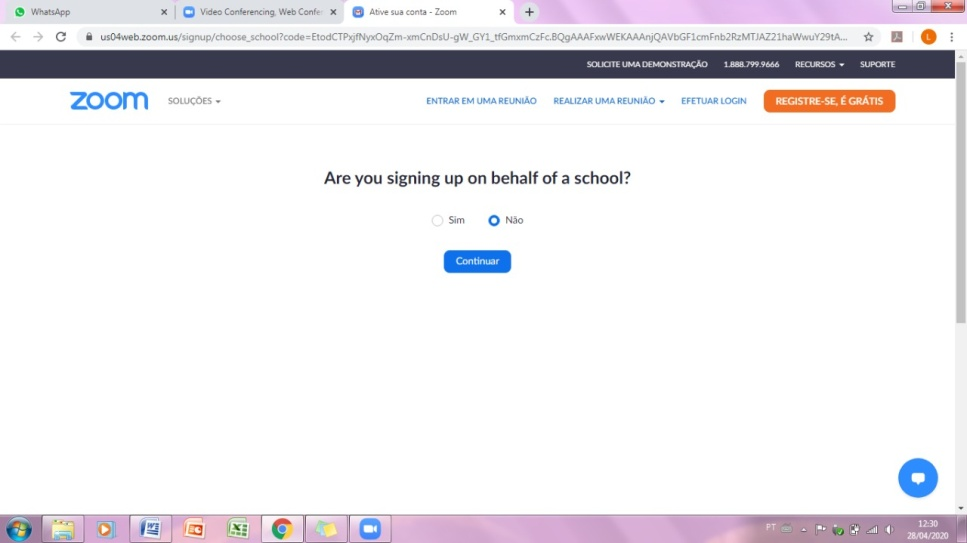 WhatsApp
Video Conferencing, Web Confe
Ative sua conta - Zoom
us04web.zoom.us/signup/choose_school?code=EtodCTPxjfNyxOqZm-xmCnDsU-gW_GY1_tfGmxmCzFc.BQgAAAFxwWEKAAAnjQAVbGF1cmFnb2RzMTJAZ21haWwuY29tA...
L
SOLICITE UMA DEMONSTRAÇÃO 1.888.799.9666 RECURSOS SUPORTE
zoom SOLUÇÕES ENTRAR EM UMA REUNIÃO REALIZAR UMA REUNIÃO EFETUAR LOGIN REGISTRE-SE, É GRÁTIS
Are you signing up on behalf of a school?
Sim Não
Continuar
PT 12:30
28/04/2020